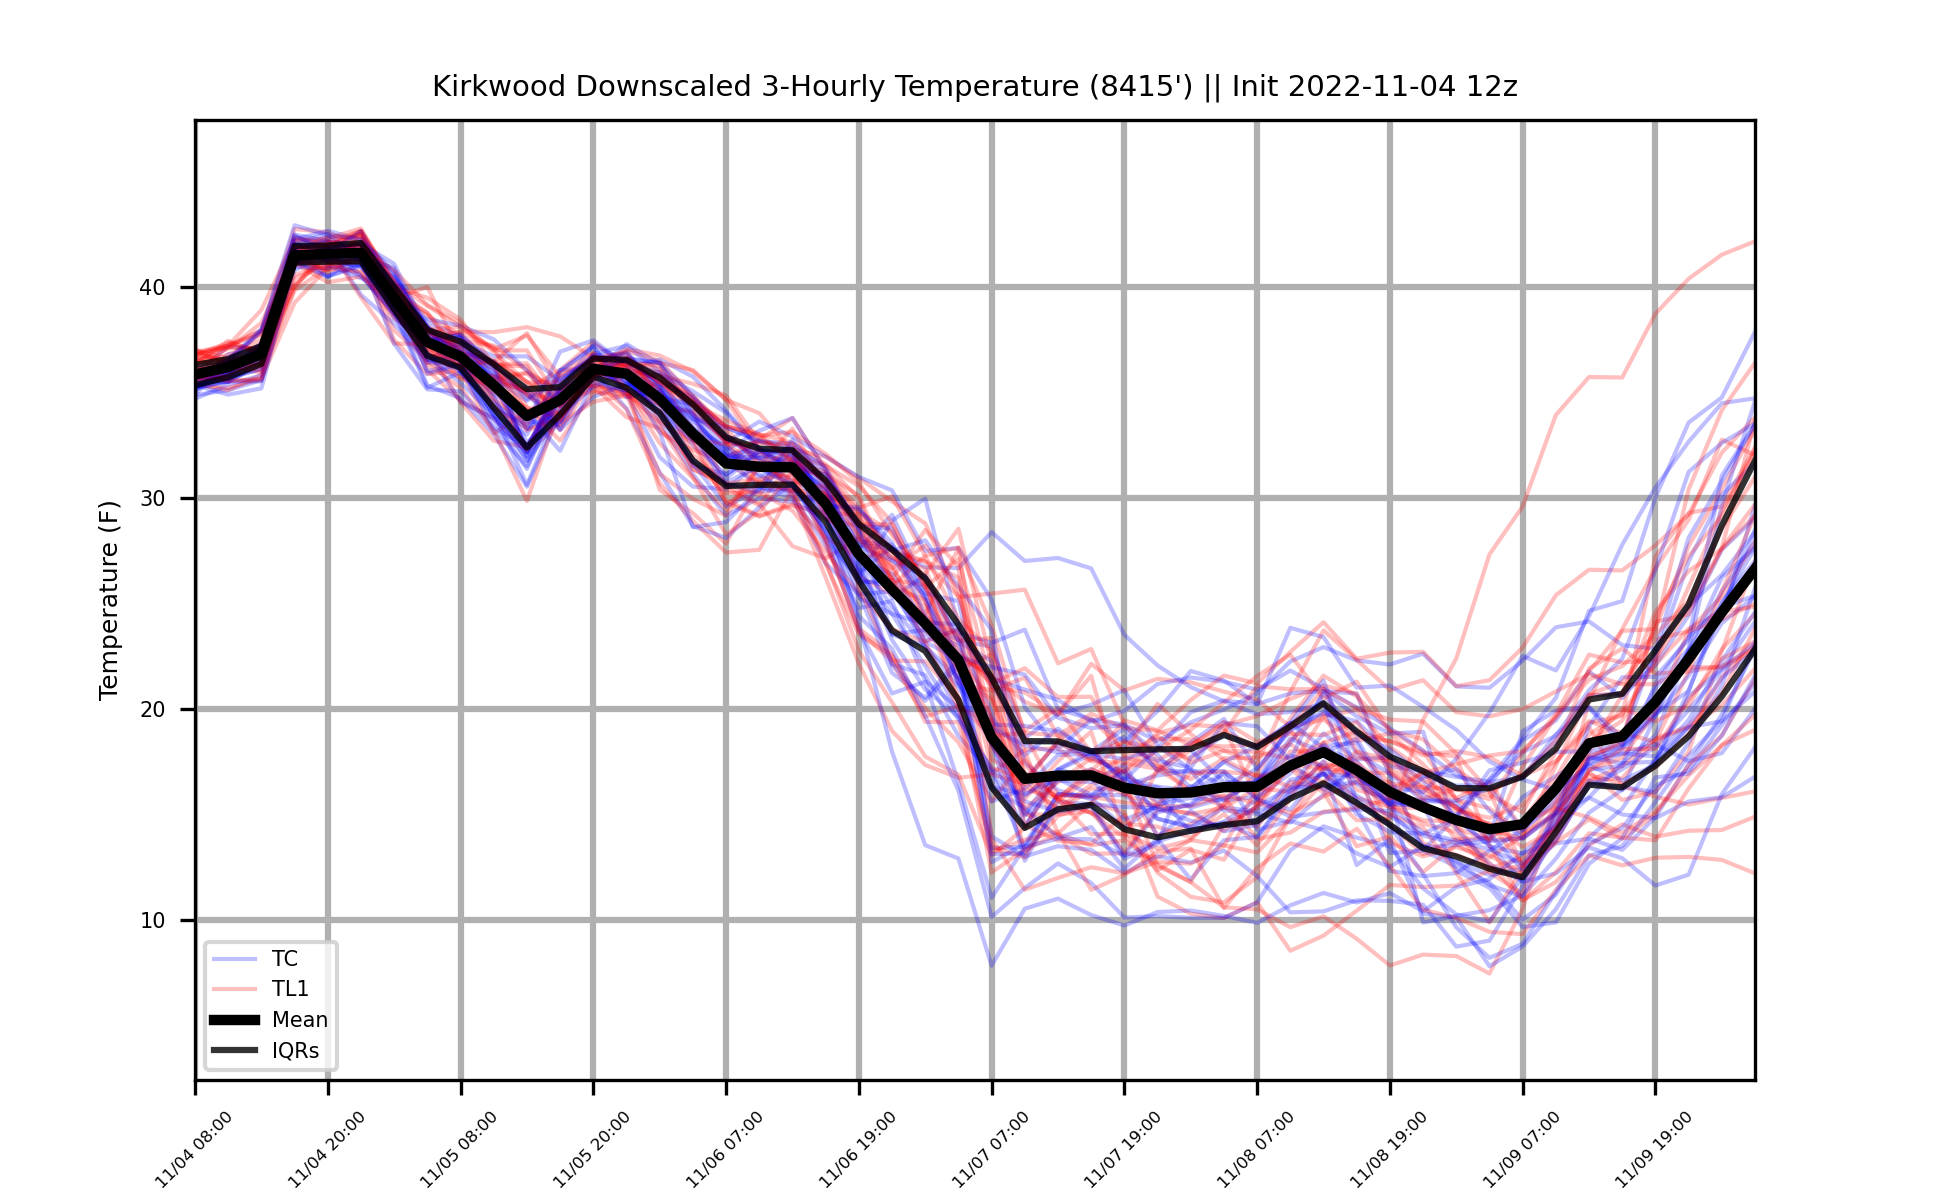 Kirkwood Downscaled 3-Hourly Temperature (8415') || Init 2022-11-04 12z
Temperature (F)
40
30
20
10
TC
TL1
Mean
IQRs
11/04 08:00
11/04 20:00
11/05 08:00
11/05 20:00
11/06 07:00
11/06 19:00
11/07 07:00
11/07 19:00
11/08 07:00
11/08 19:00
11/09 07:00
11/09 19:00